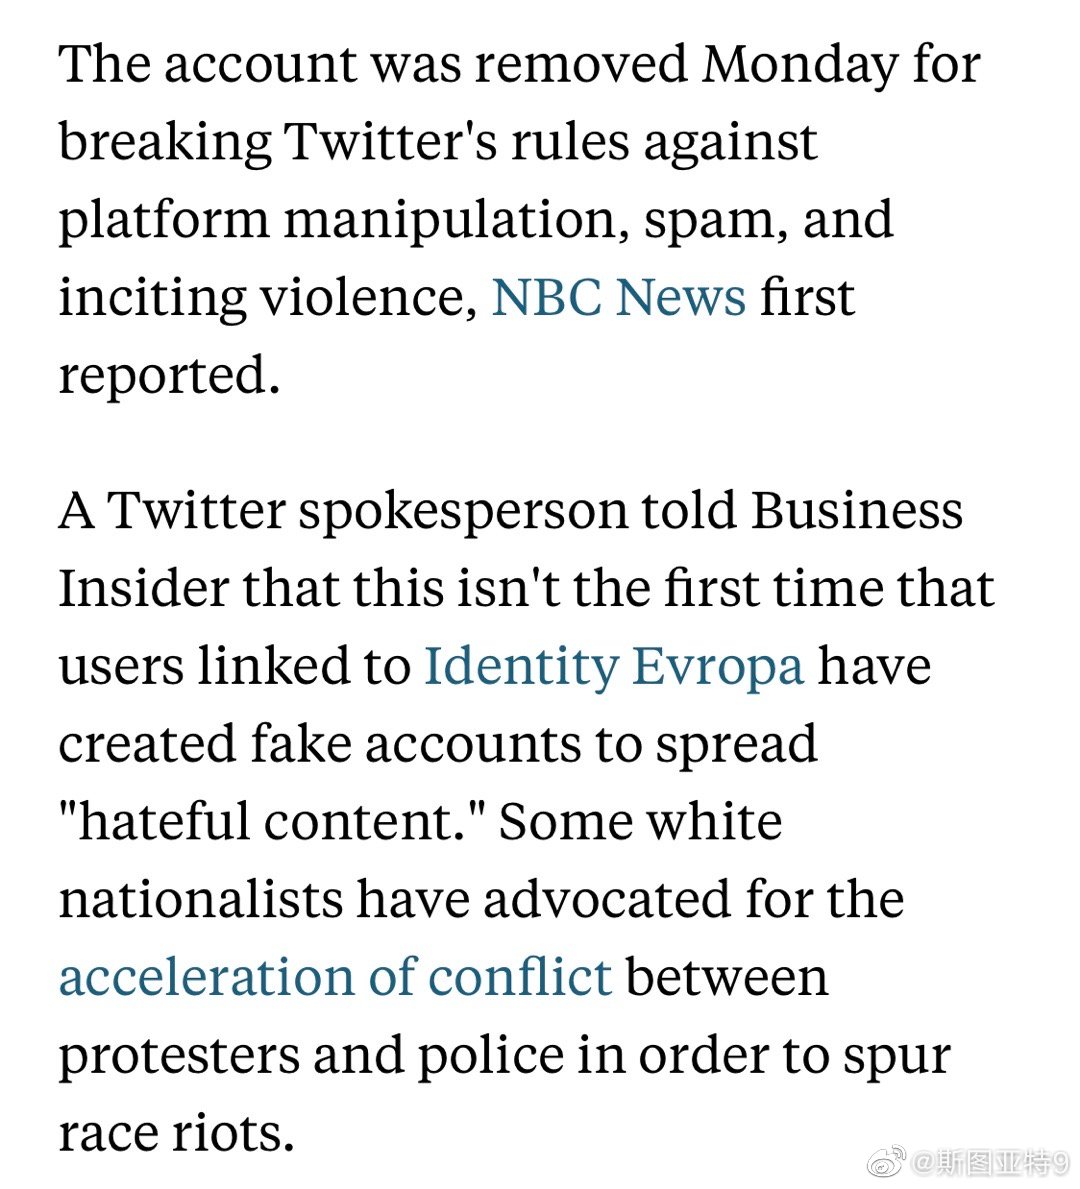 The account was removed Monday for
breaking Twitter's rules against
platform manipulation, spam, and
inciting violence, NBC News first
reported.
A Twitter spokesperson told Business
Insider that this isn't the first time that
users linked to Identity Evropa have
created fake accounts to spread
"hateful content." Some white
nationalists have advocated for the
acceleration of conflict between
protesters and police in order to spur
race riots.
@斯图亚特9